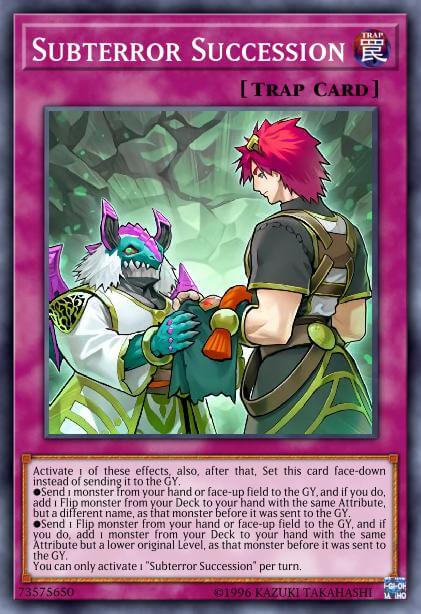 SUBTERROR SUCCESSION
TRAP
罠
[TRAP CARD]
Activate 1 of these effects, also, after that, Set this card face-down
instead of sending it to the GY.
●Send 1 monster from your hand or face-up field to the GY, and if you do,
add 1 Flip monster from your Deck to your hand with the same Attribute,
but a different name, as that monster before it was sent to the GY.
●Send 1 Flip monster from your hand or face-up field to the GY, and if
you do, add 1 monster from your Deck to your hand with the same
Attribute but a lower original Level, as that monster before it was sent to
the GY.
You can only activate 1 "Subterror Succession" per turn.
73575650
©1996 KAZUKI TAKAHASHI